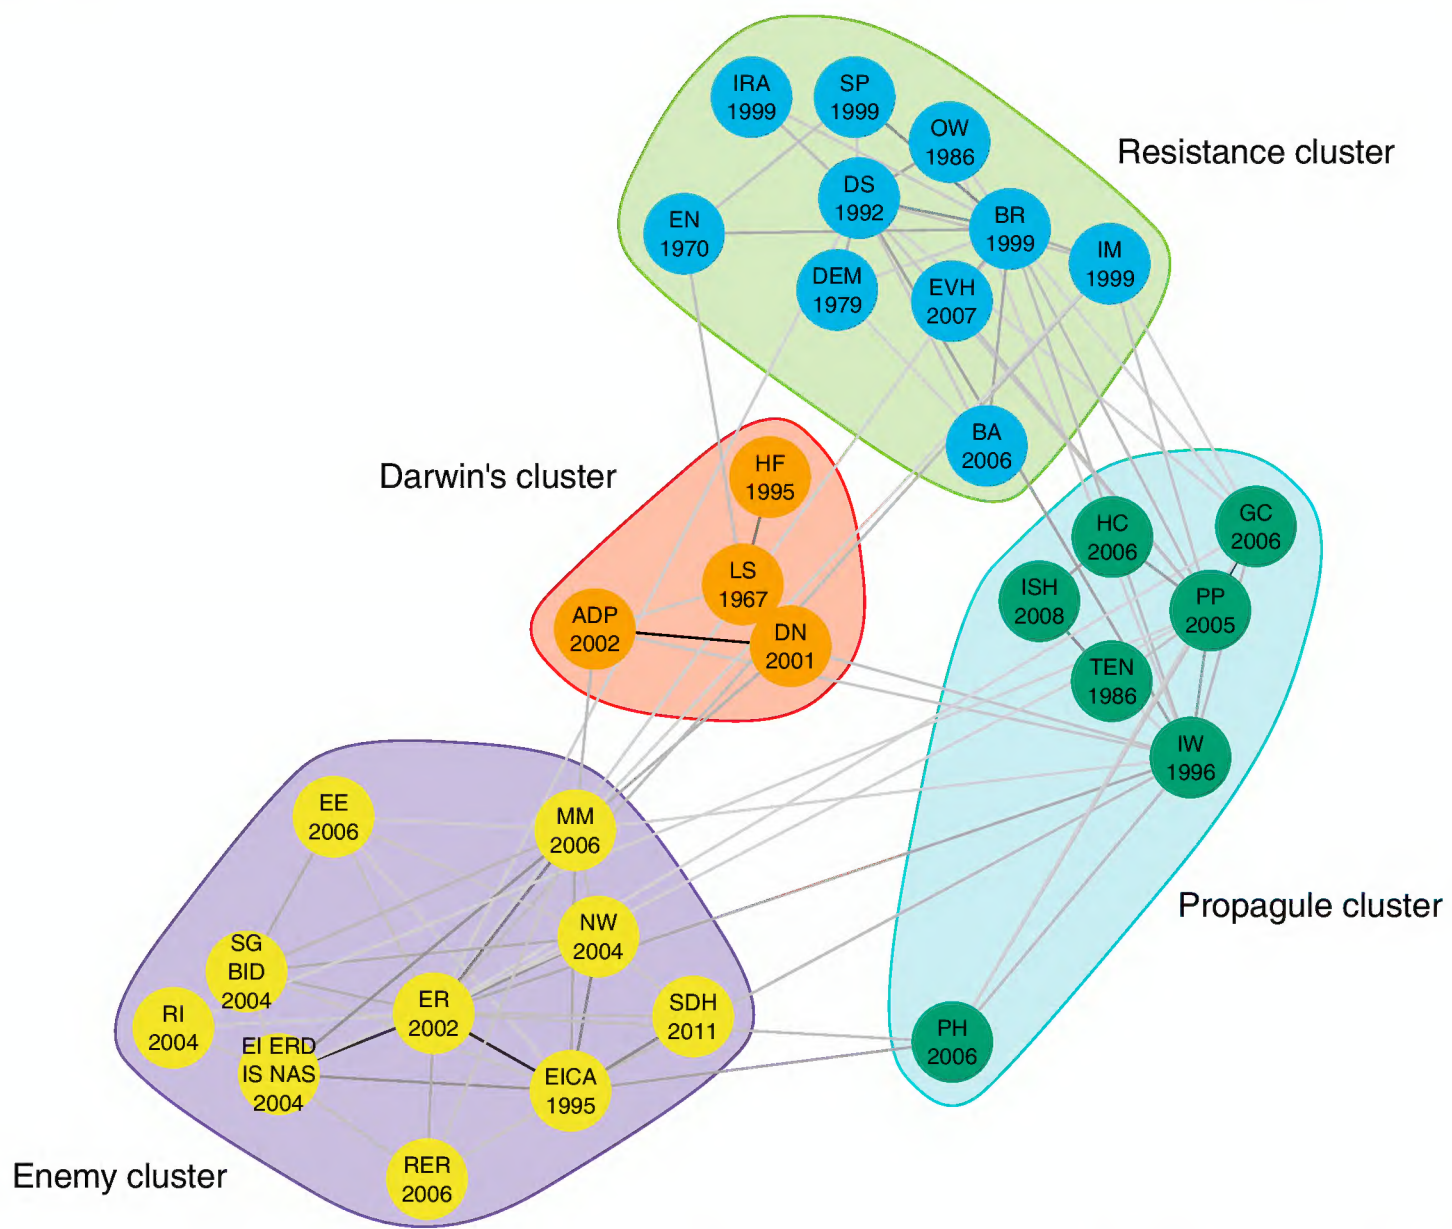 IRA
1999
SP
1999
OW
1986
Resistance cluster
DS
1992
BR
1999
EN
1970
IM
1999
DEM
1979
EVH
2007
BA
2006
Darwin's cluster
HF
1995
LS
1967
ADP
2002
DN
2001
HC
2006
GC
2006
ISH
2008
PP
2005
TEN
1986
IW
1996
Propagule cluster
PH
2006
EE
2006
MM
2006
NW
2004
SG
BID
2004
ER
2002
SDH
2011
RI
2004
EI ERD
IS NAS
2004
EICA
1995
RER
2006
Enemy cluster